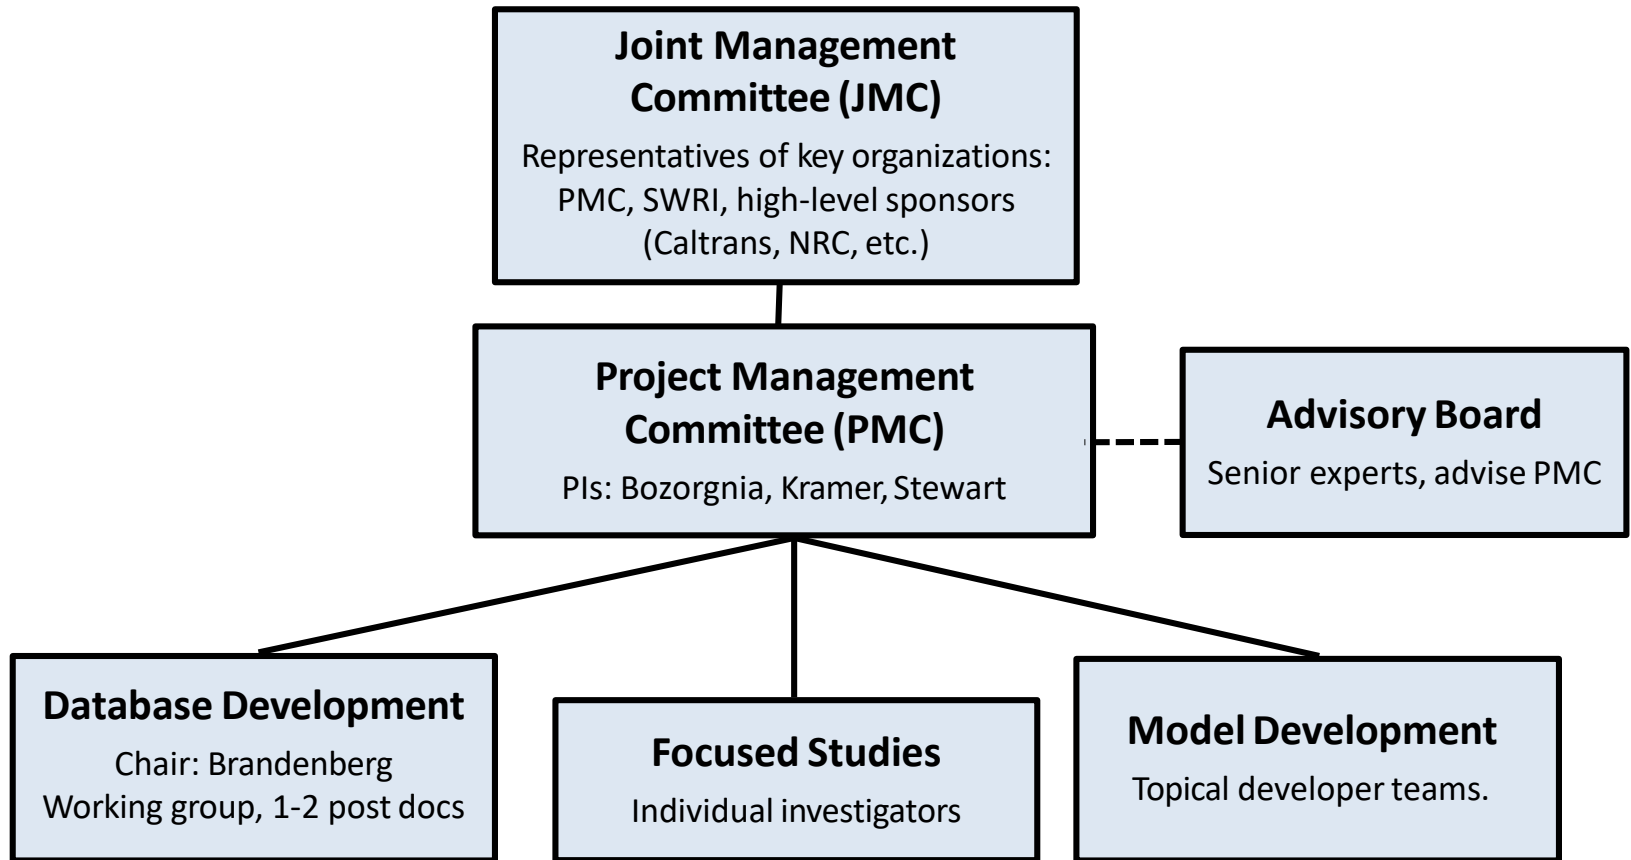 Joint Management
Committee (JMC)
Representatives of key organizations:
PMC, SWRI, high-level sponsors
(Caltrans, NRC, etc.)
Project Management
Committee (PMC)
PIs: Bozorgnia, Kramer, Stewart
Advisory Board
Senior experts, advise PMC
Database Development
Chair: Brandenberg
Working group, 1-2 post docs
Focused Studies
Individual investigators
Model Development
Topical developer teams.